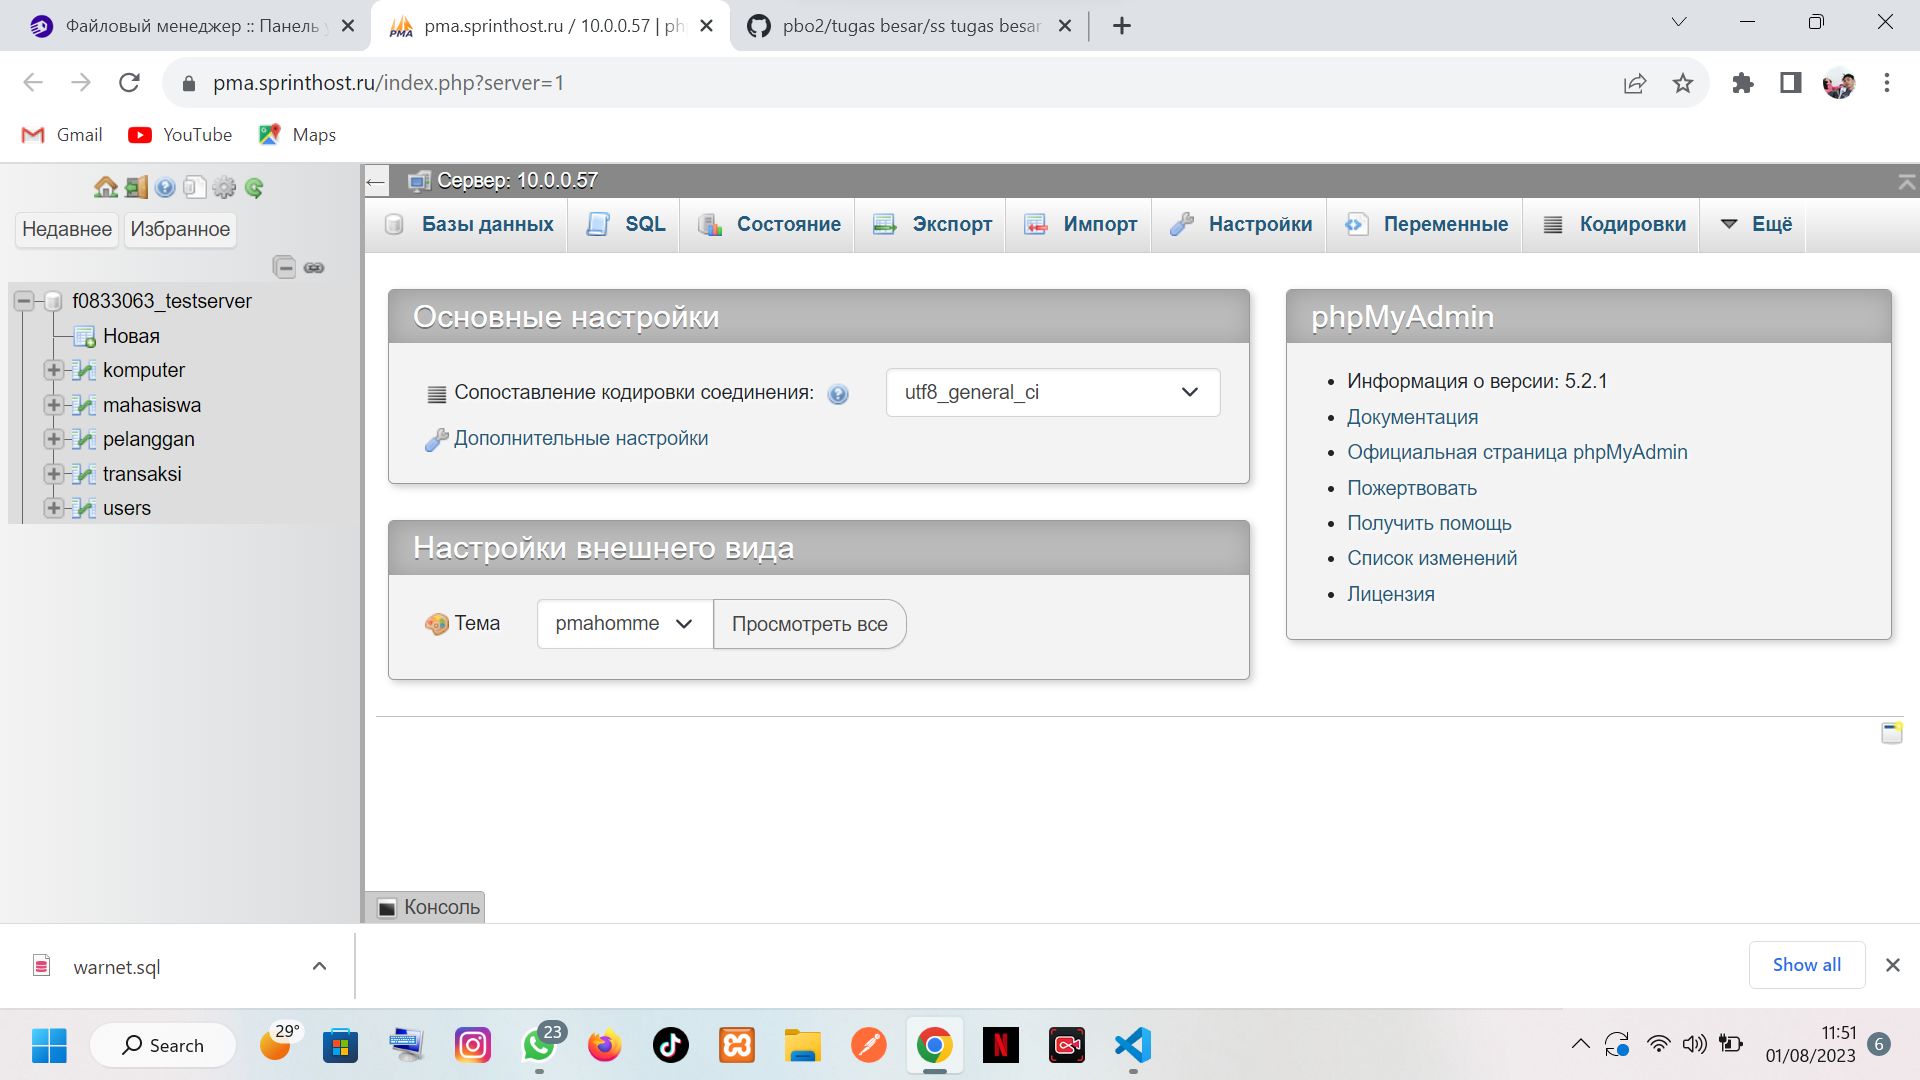 Файловый менеджер :: Панель у
pma.sprinthost.ru / 10.0.0.57 | ph
pbo2/tugas besar/ss tugas besar
pma.sprinthost.ru/index.php?server=1
Gmail
YouTube
Maps
Недавнее
Избранное
f0833063_testserver
Новая
komputer
mahasiswa
pelanggan
transaksi
users
Сервер: 10.0.0.57
Базы данных
SQL
Состояние
Экспорт
Импорт
Настройки
Переменные
Кодировки
Ещё
Основные настройки
Сопоставление кодировки соединения:
utf8_general_ci
Дополнительные настройки
Настройки внешнего вида
Тема
pmahomme
Просмотреть все
phpMyAdmin
Информация о версии: 5.2.1
Документация
Официальная страница phpMyAdmin
Пожертвовать
Получить помощь
Список изменений
Лицензия
Консоль
warnet.sql
Show all
Search
29°
23
11:51
01/08/2023
6